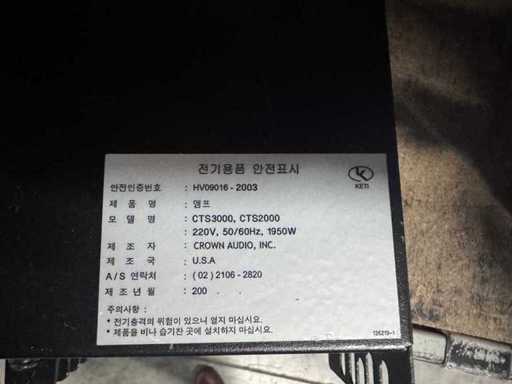 전기용품 안전표시
KETI
안전인증번호 : HV09016-2003
제 품 명 : 앰프
모 델 명 : CTS3000, CTS2000
: 220V, 50/60Hz, 1950W
제 조 자 : CROWN AUDIO, INC.
제 조 국 : U.S.A
A/S 연락처 : (02) 2106-2820
제 조 년 월 : 200 . .
주의사항 :
* 전기충격의 위험이 있으니 열지 마십시요.
* 제품을 비나 습기찬 곳에 설치하지 마십시요.
126219-1